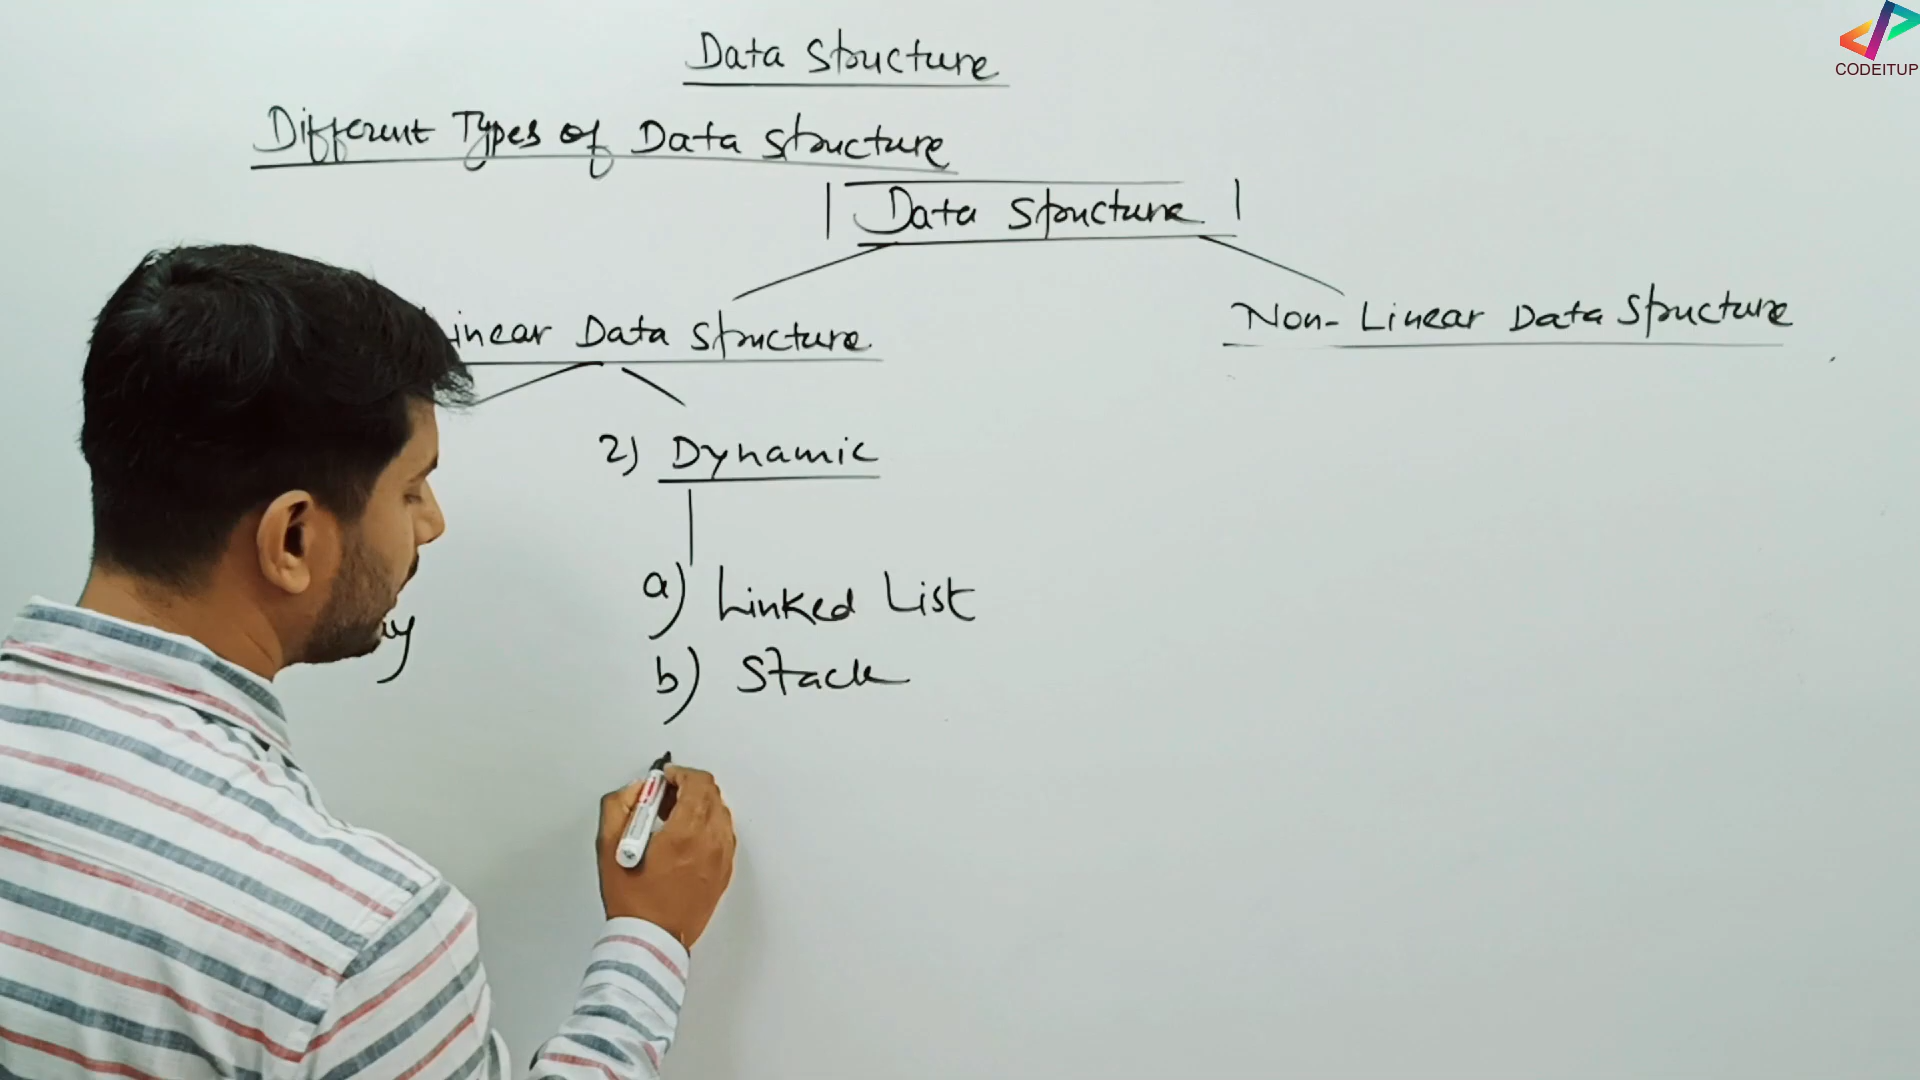 Data Structure
CODEITUP
Different Types of Data Structure
Data Structure
Linear Data Structure
Non-Linear Data Structure
2) Dynamic
a) Linked List
b) Stack